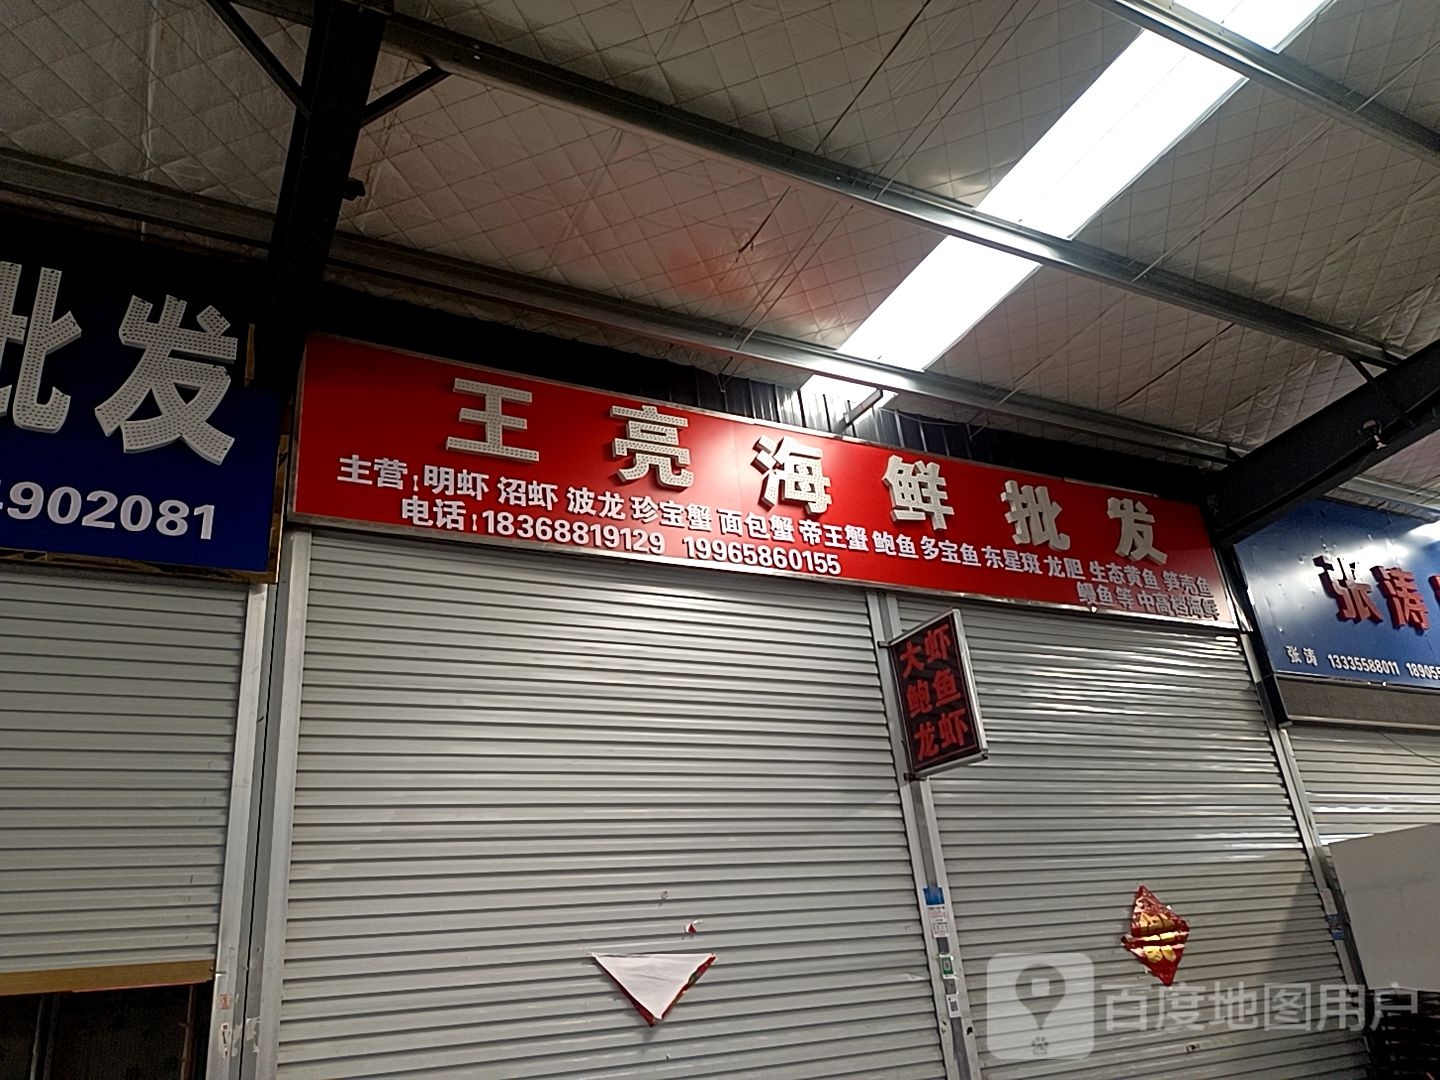 批发
902081
王亮海鲜批发
主营:明虾 沼虾 波龙 珍宝蟹 面包蟹 帝王蟹 鲍鱼 多宝鱼 东星斑 龙胆 生态黄鱼 笋壳鱼
鳗鱼 等 中高档海鲜
电话:18368819129 19965860155
大虾
鲍鱼
龙虾
张涛
张涛 13335588011 18905
百度地图用户